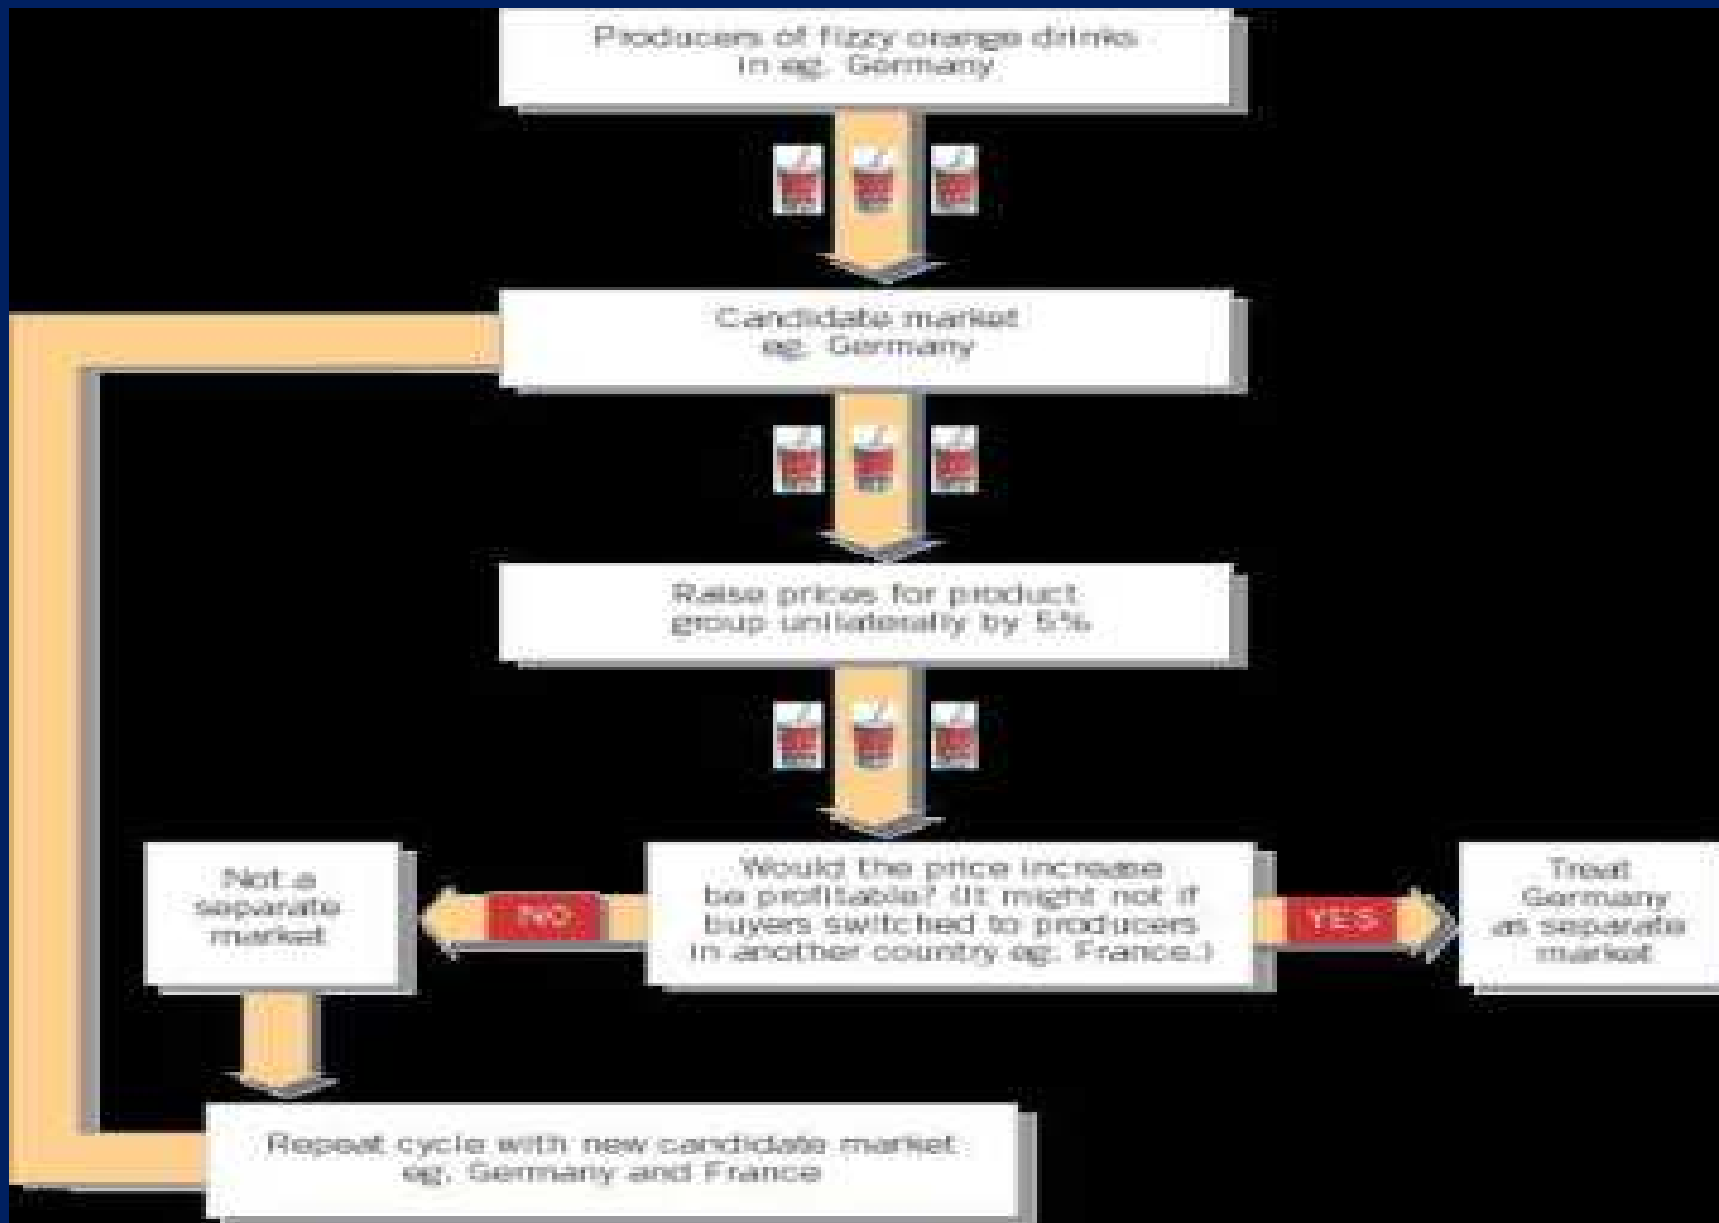 Producers of fizzy orange drinks
in eg. Germany
Candidate market
eg. Germany
Raise prices for product
group unilaterally by 5%
Would the price increase
be profitable? (It might not if
buyers switched to producers
in another country eg. France.)
NO
YES
Not a
separate
market
Treat
Germany
as separate
market
Repeat cycle with new candidate market
eg. Germany and France